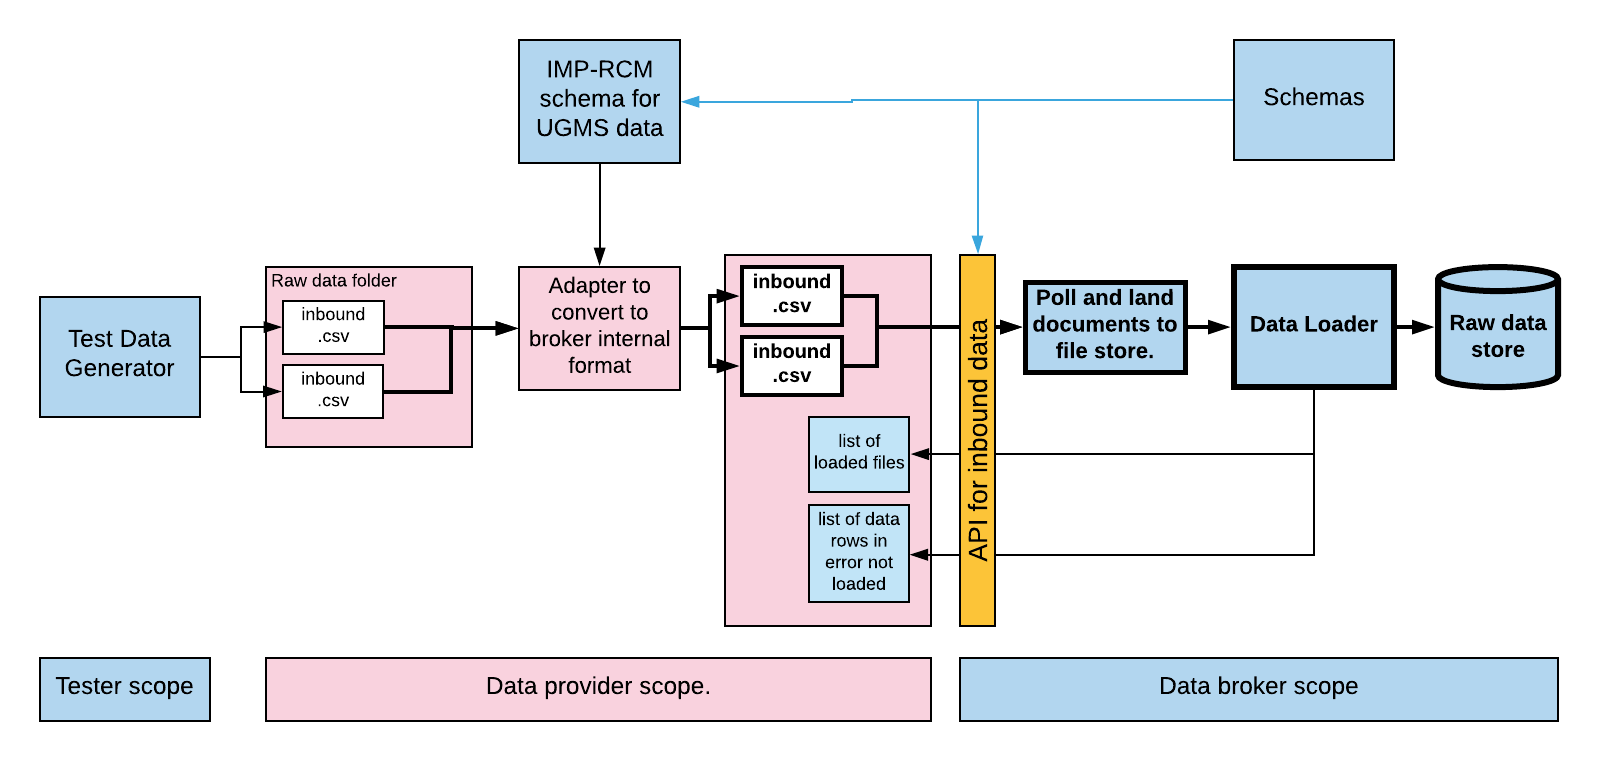 IMP-RCM
schema for
UGMS data
Schemas
Test Data
Generator
Raw data folder
inbound
.csv
inbound
.csv
Adapter to
convert to
broker internal
format
inbound
.csv
inbound
.csv
list of
loaded files
list of data
rows in
error not
loaded
API for inbound data
Poll and land
documents to
file store.
Data Loader
Raw data
store
Tester scope
Data provider scope.
Data broker scope